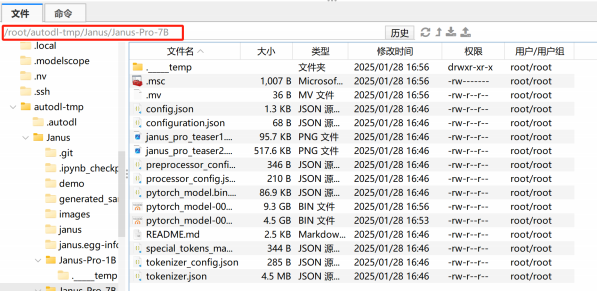 文件 命令
/root/autodl-tmp/Janus/Janus-Pro-7B 历史
.local
.modelscope
.nv
.ssh
autodl-tmp
.autodl
Janus
.git
.ipynb_checkp
demo
generated_sar
images
janus
janus.egg-info
Janus-Pro-1B
.____temp
Janus-Pro-7B
文件名 大小 类型 修改时间 权限 用户/用户组
.____temp 文件夹 2025/01/28 16:56 drwxr-xr-x root/root
.msc 1,007 B Microsof... 2025/01/28 16:56 -rw------- root/root
.mv 36 B MV 文件 2025/01/28 16:56 -rw-r--r-- root/root
config.json 1.3 KB JSON 源... 2025/01/28 16:46 -rw-r--r-- root/root
configuration.json 68 B JSON 源... 2025/01/28 16:46 -rw-r--r-- root/root
janus_pro_teaser1.... 95.7 KB PNG 文件 2025/01/28 16:46 -rw-r--r-- root/root
janus_pro_teaser2.... 517.6 KB PNG 文件 2025/01/28 16:46 -rw-r--r-- root/root
preprocessor_confi... 346 B JSON 源... 2025/01/28 16:46 -rw-r--r-- root/root
processor_config.js... 210 B JSON 源... 2025/01/28 16:46 -rw-r--r-- root/root
pytorch_model.bin.... 86.9 KB JSON 源... 2025/01/28 16:46 -rw-r--r-- root/root
pytorch_model-00... 9.3 GB BIN 文件 2025/01/28 16:56 -rw-r--r-- root/root
pytorch_model-00... 4.5 GB BIN 文件 2025/01/28 16:53 -rw-r--r-- root/root
README.md 2.5 KB Markdow... 2025/01/28 16:46 -rw-r--r-- root/root
special_tokens_ma... 344 B JSON 源... 2025/01/28 16:46 -rw-r--r-- root/root
tokenizer_config.json 285 B JSON 源... 2025/01/28 16:46 -rw-r--r-- root/root
tokenizer.json 4.5 MB JSON 源... 2025/01/28 16:46 -rw-r--r-- root/root